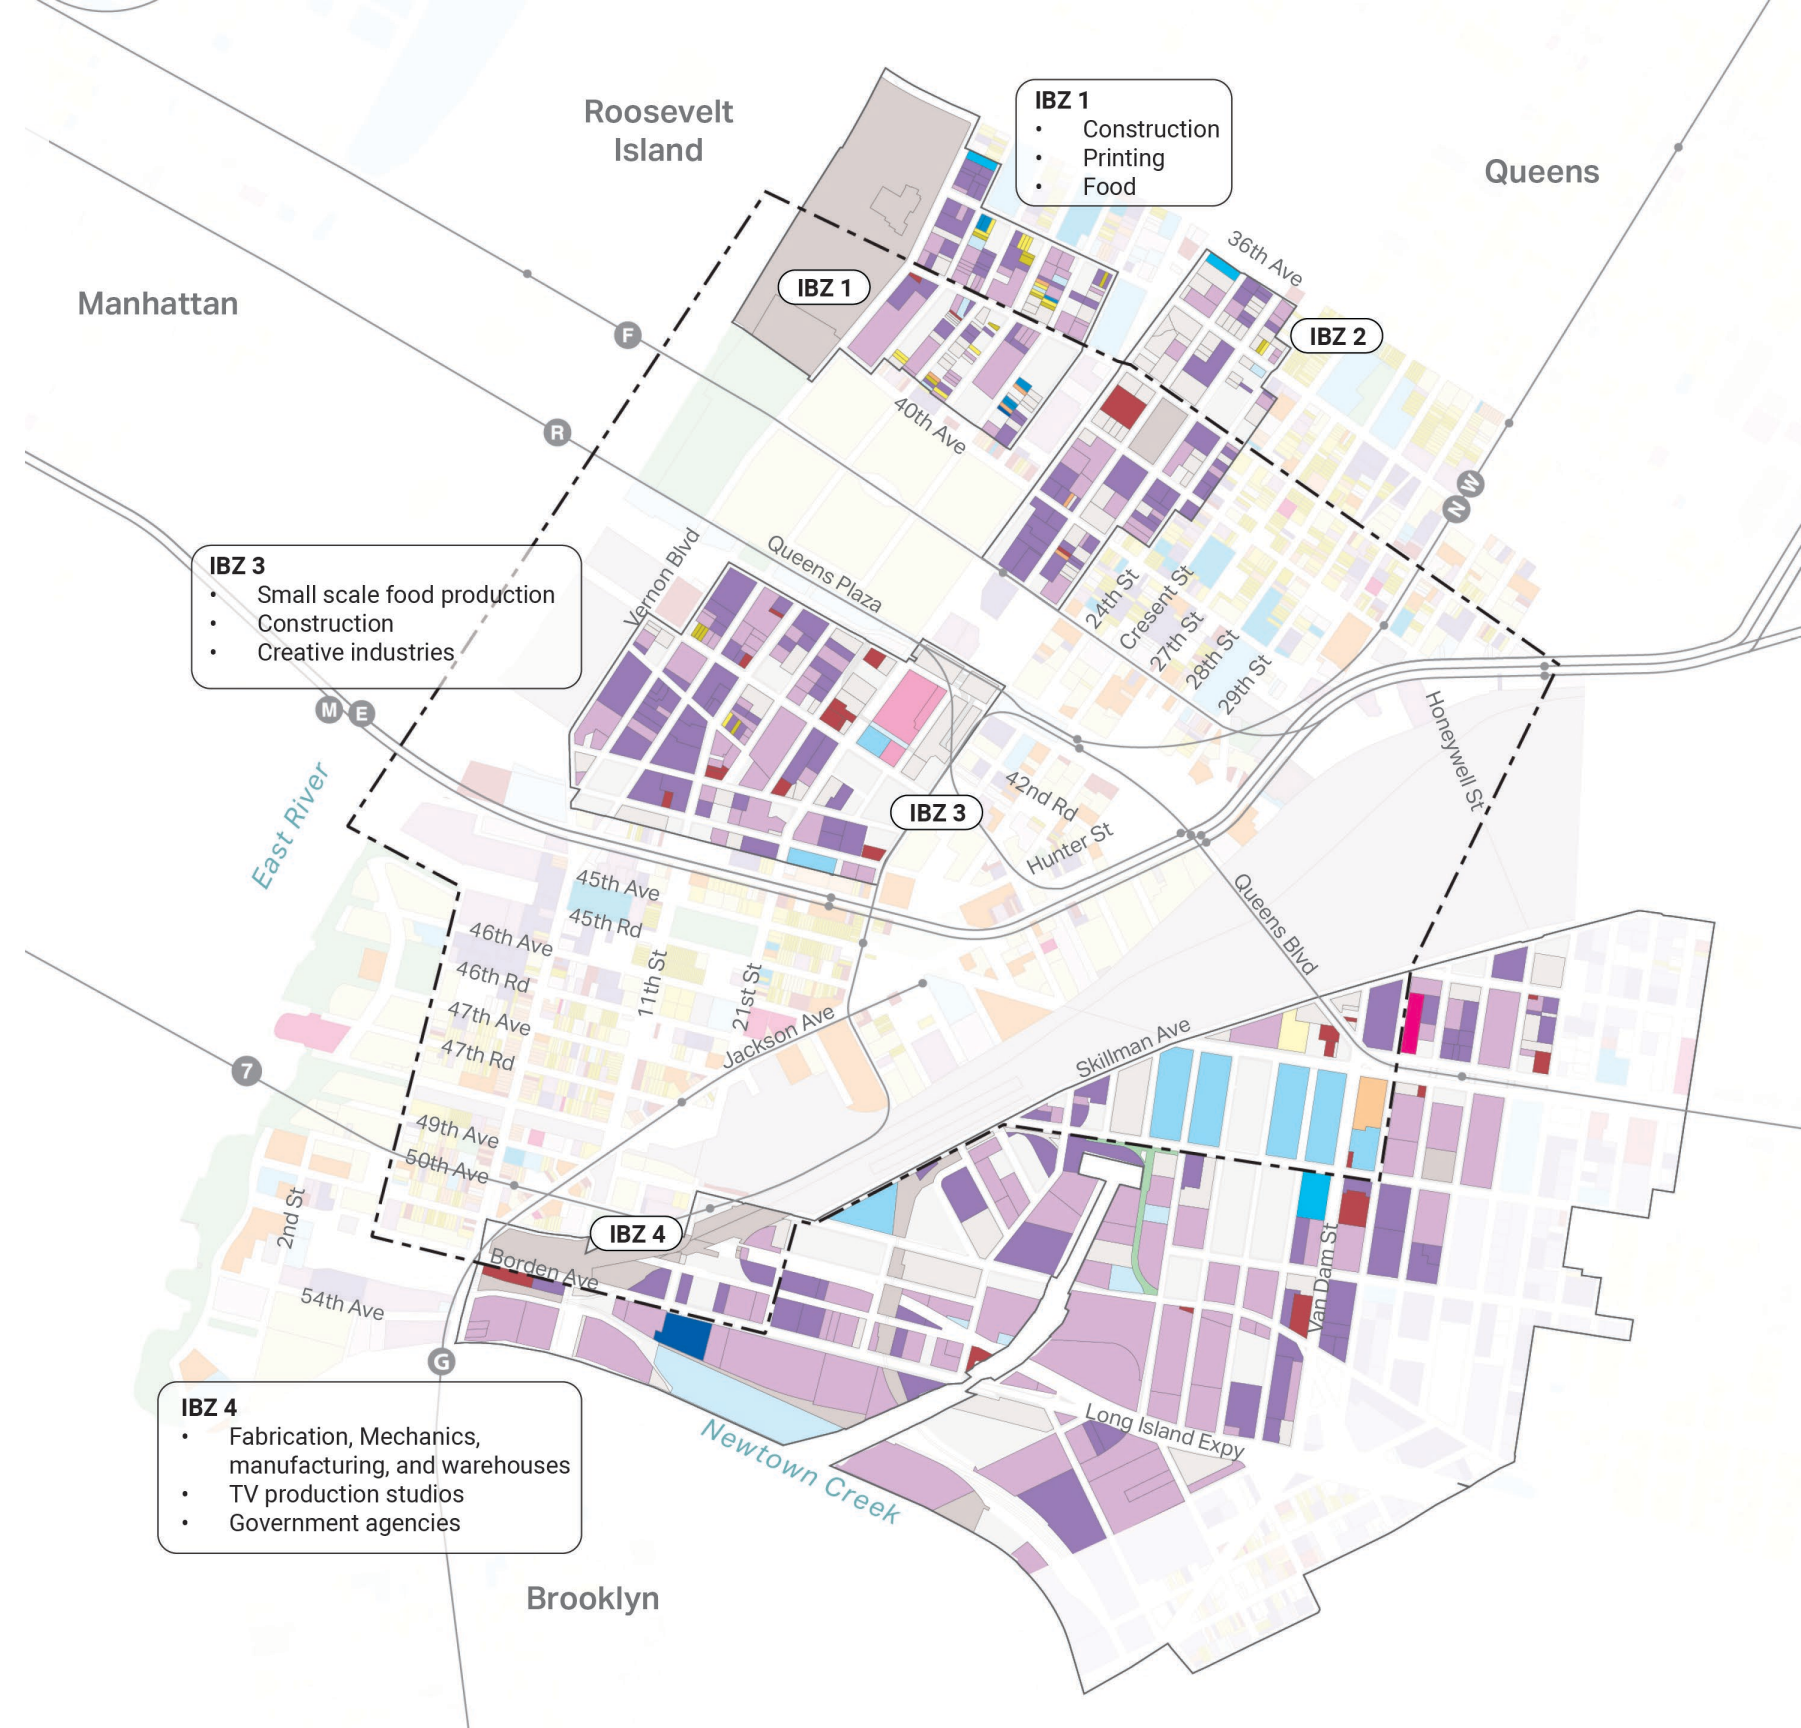 Roosevelt
Island
IBZ 1
• Construction
• Printing
• Food
Queens
36th Ave
Manhattan
IBZ 1
IBZ 2
F
R
40th Ave
W
N
IBZ 3
• Small scale food production
• Construction
• Creative industries
Vernon Blvd
Queens Plaza
24th St
Cresent St
27th St
28th St
29th St
M
E
Honeywell St
42nd Rd
IBZ 3
Hunter St
East River
45th Ave
45th Rd
46th Ave
46th Rd
47th Ave
47th Rd
11th St
21st St
Queens Blvd
Jackson Ave
Skillman Ave
7
49th Ave
50th Ave
2nd St
IBZ 4
Borden Ave
54th Ave
Van Dam St
G
IBZ 4
• Fabrication, Mechanics,
manufacturing, and warehouses
• TV production studios
• Government agencies
Long Island Expy
Newtown Creek
Brooklyn